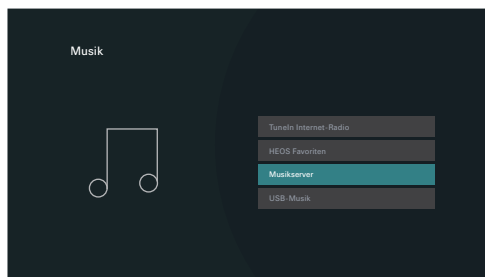 Musik
TuneIn Internet-Radio
HEOS Favoriten
Musikserver
USB-Musik